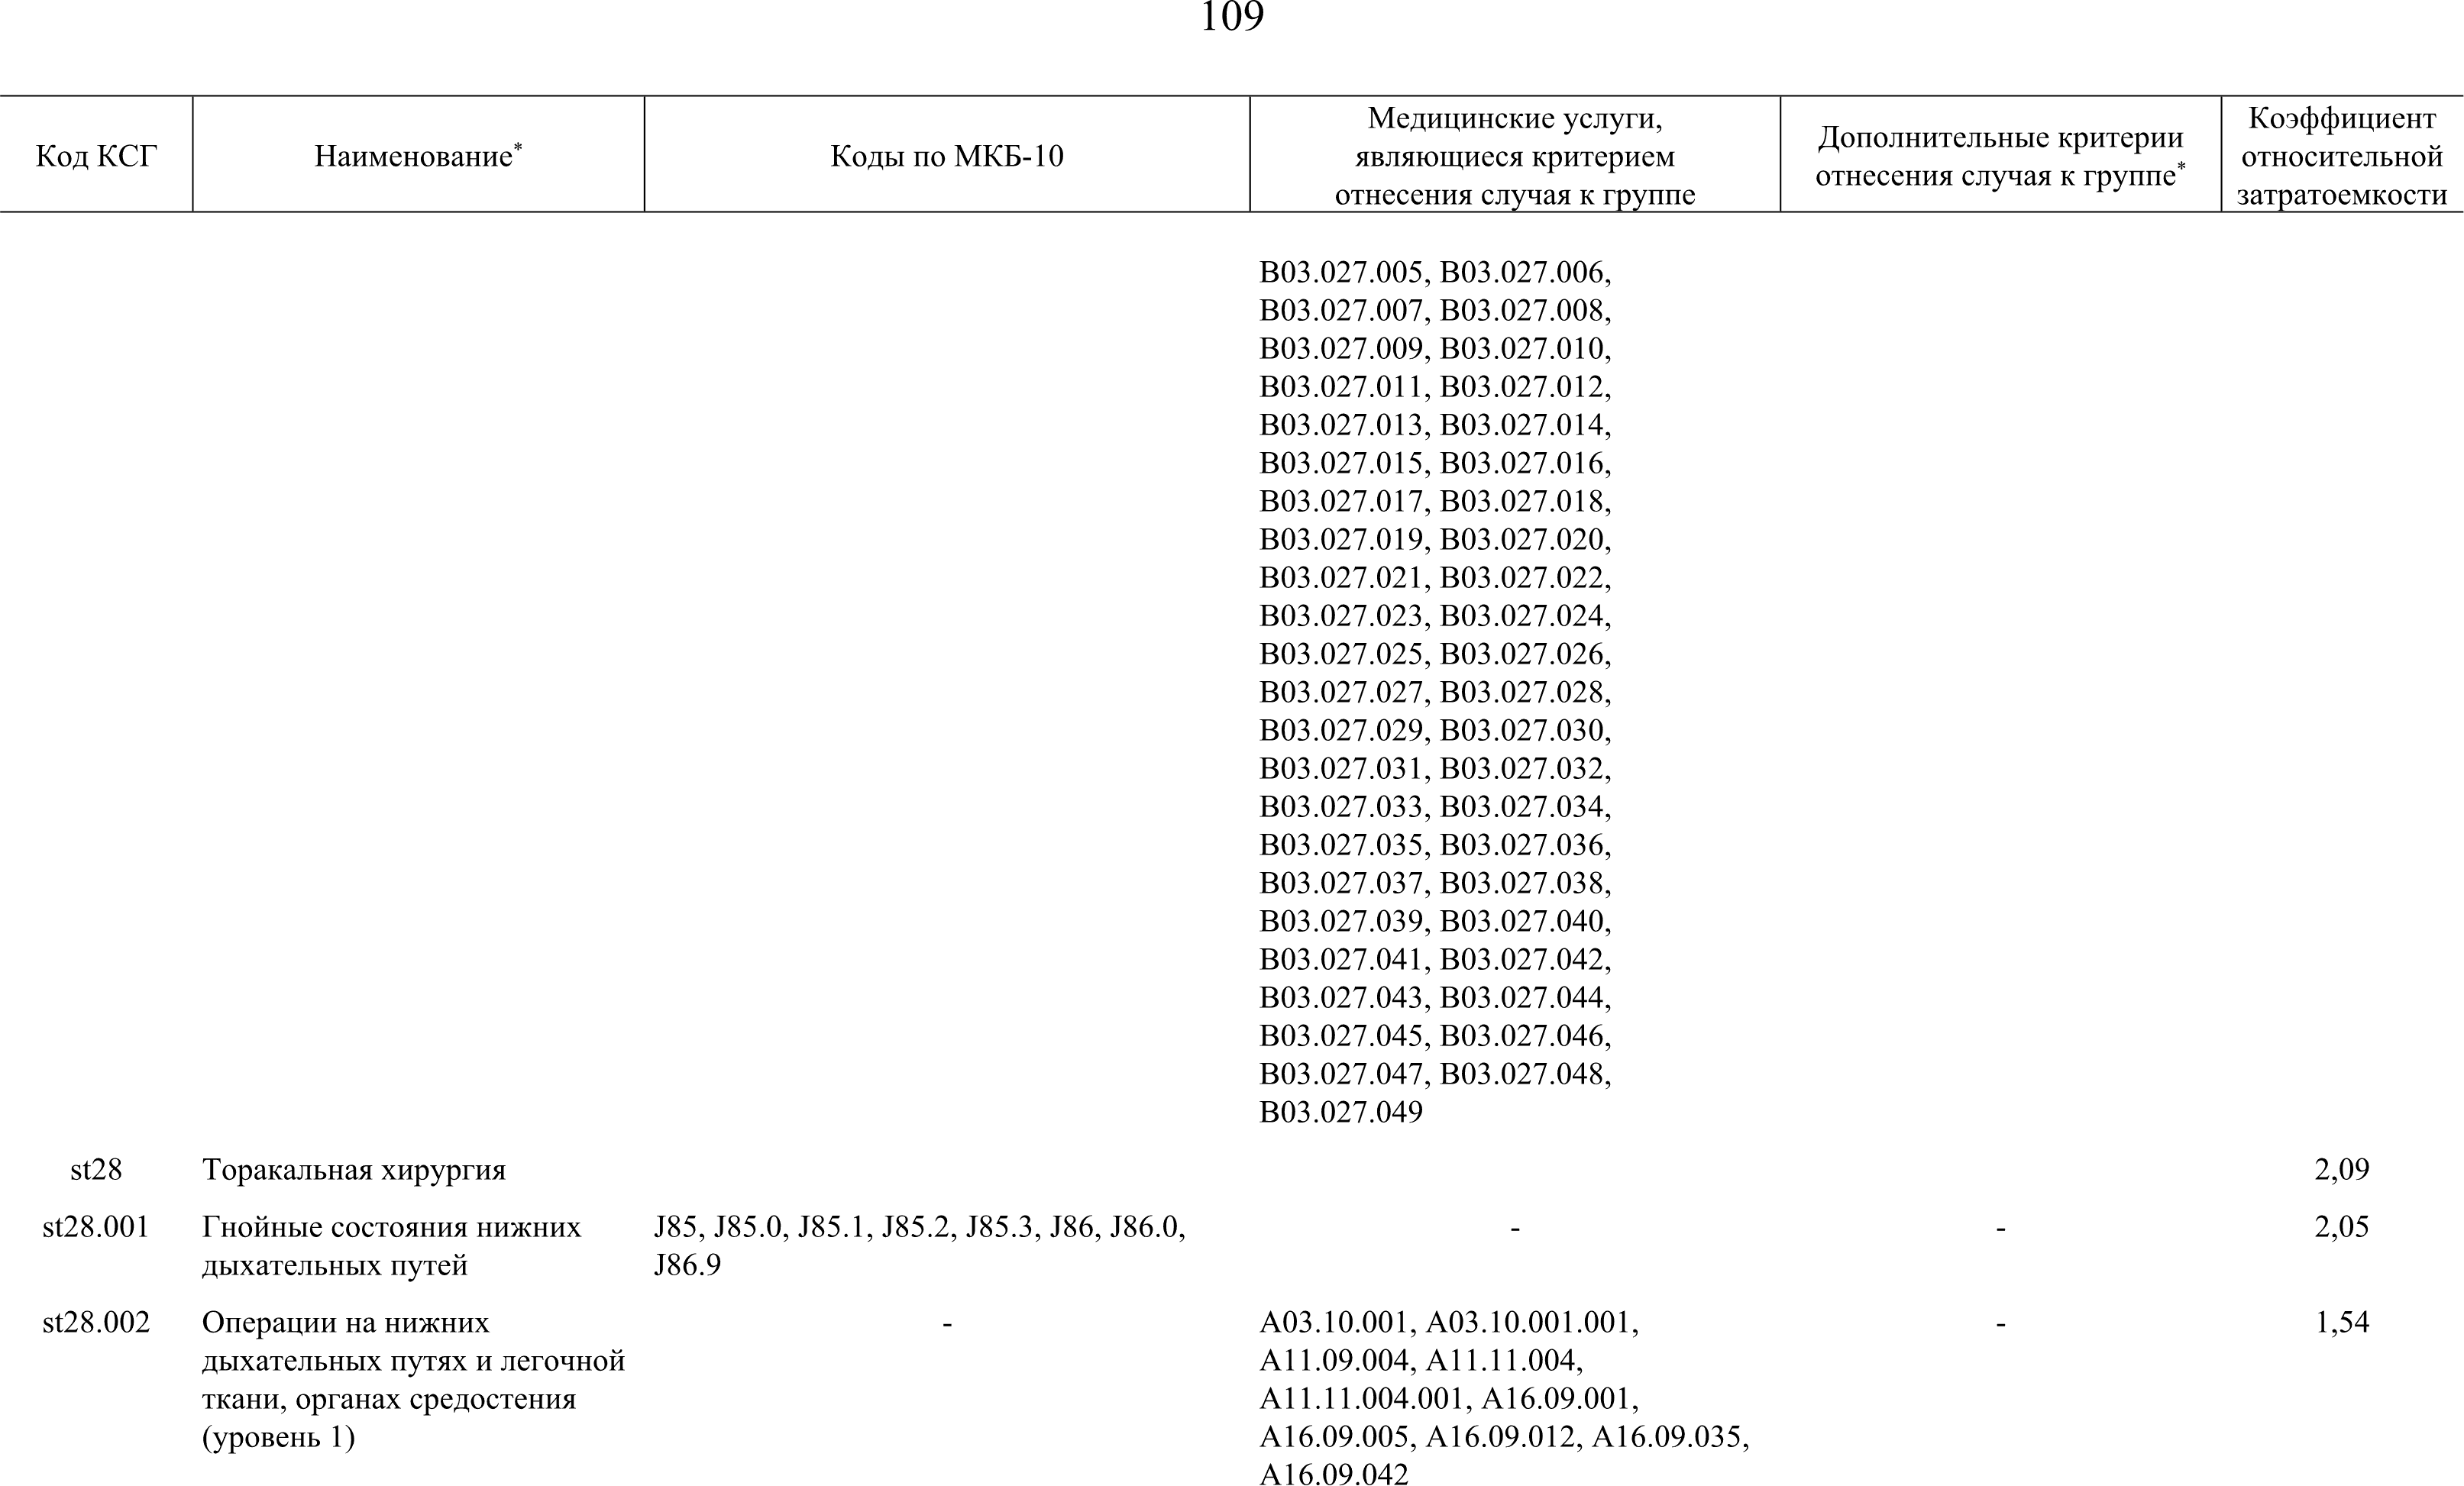 109
Код КСГ
Наименование*
Коды по МКБ-10
Медицинские услуги,
являющиеся критерием
отнесения случая к группе
Дополнительные критерии
отнесения случая к группе*
Коэффициент
относительной
затратоемкости
B03.027.005, B03.027.006,
B03.027.007, B03.027.008,
B03.027.009, B03.027.010,
B03.027.011, B03.027.012,
B03.027.013, B03.027.014,
B03.027.015, B03.027.016,
B03.027.017, B03.027.018,
B03.027.019, B03.027.020,
B03.027.021, B03.027.022,
B03.027.023, B03.027.024,
B03.027.025, B03.027.026,
B03.027.027, B03.027.028,
B03.027.029, B03.027.030,
B03.027.031, B03.027.032,
B03.027.033, B03.027.034,
B03.027.035, B03.027.036,
B03.027.037, B03.027.038,
B03.027.039, B03.027.040,
B03.027.041, B03.027.042,
B03.027.043, B03.027.044,
B03.027.045, B03.027.046,
B03.027.047, B03.027.048,
B03.027.049
st28 Торакальная хирургия 2,09
st28.001 Гнойные состояния нижних J85, J85.0, J85.1, J85.2, J85.3, J86, J86.0, - - 2,05
дыхательных путей J86.9
st28.002 Операции на нижних - A03.10.001, A03.10.001.001, - 1,54
дыхательных путях и легочной A11.09.004, A11.11.004,
ткани, органах средостения A11.11.004.001, A16.09.001,
(уровень 1) A16.09.005, A16.09.012, A16.09.035,
A16.09.042